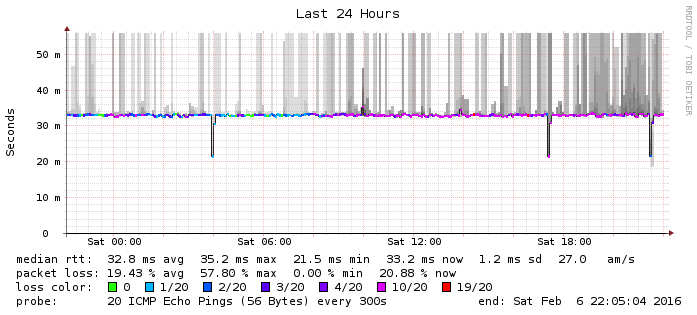 Last 24 Hours
RRDTOOL / TOBI OETIKER
Seconds
50 m
40 m
30 m
20 m
10 m
0
Sat 00:00 Sat 06:00 Sat 12:00 Sat 18:00
median rtt: 32.8 ms avg 35.2 ms max 21.5 ms min 33.2 ms now 1.2 ms sd 27.0 am/s
packet loss: 19.43 % avg 57.80 % max 0.00 % min 20.88 % now
loss color: 0 1/20 2/20 3/20 4/20 10/20 19/20
probe: 20 ICMP Echo Pings (56 Bytes) every 300s end: Sat Feb 6 22:05:04 2016